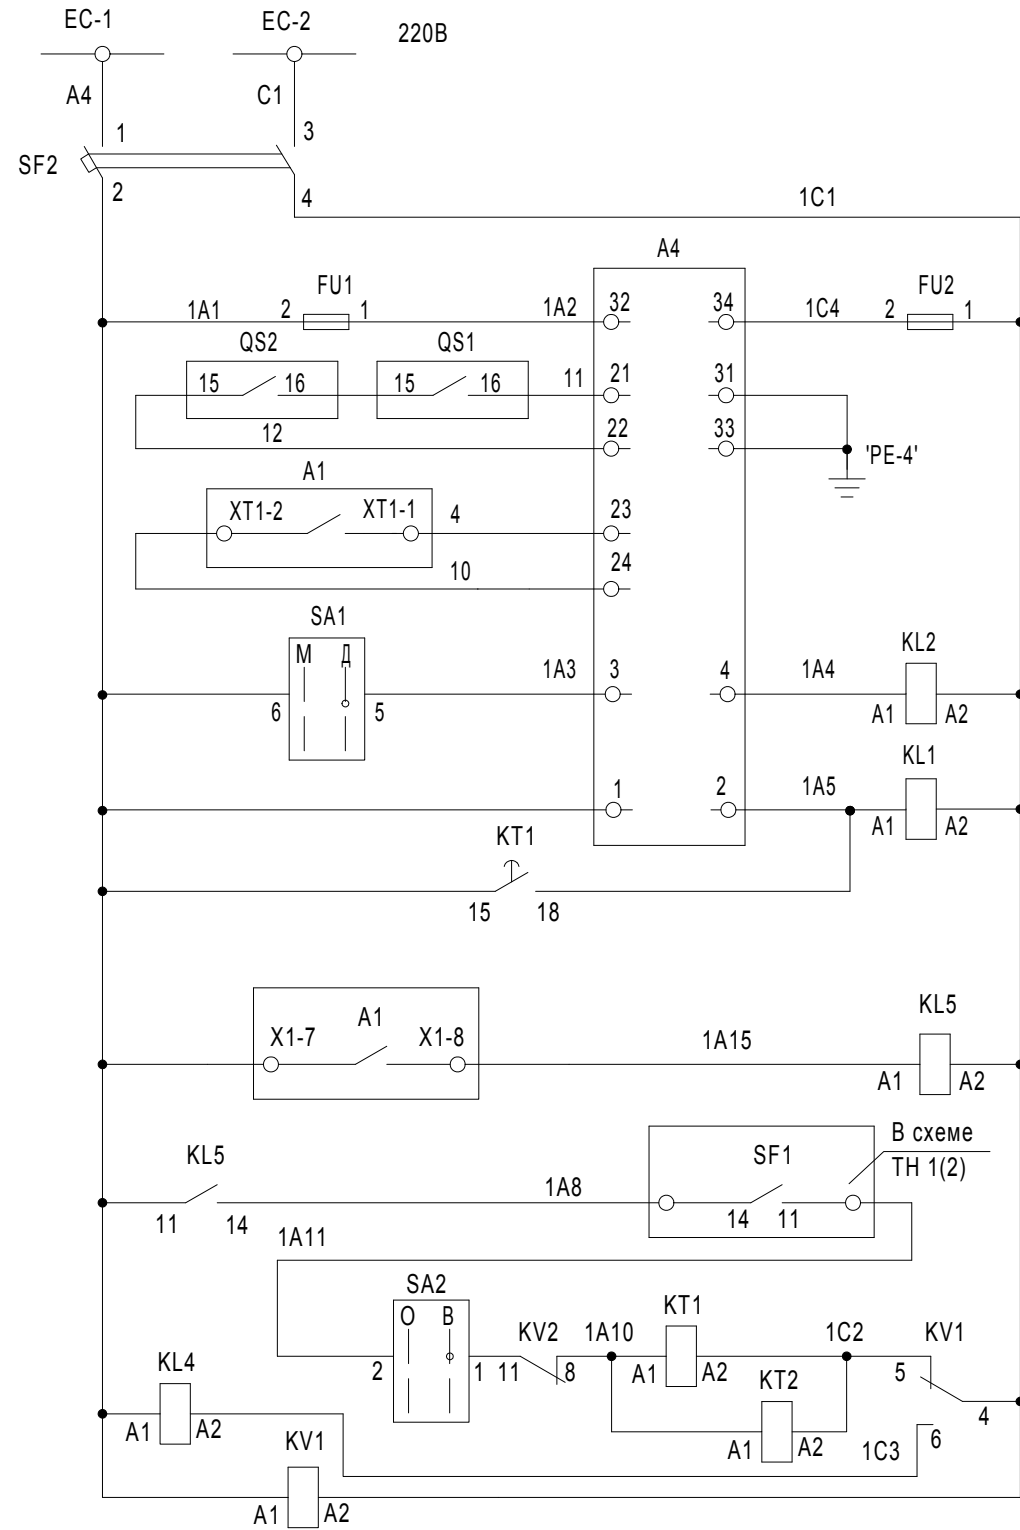 EC-1
EC-2
220В
A4
C1
1
3
SF2
2
4
1C1
A4
1A1
2
FU1
1
1A2
32
34
1C4
2
FU2
1
QS2
QS1
15
16
15
16
11
21
31
12
22
33
'PE-4'
A1
XT1-2
XT1-1
4
23
10
24
SA1
М
Д
6
5
1A3
3
4
1A4
KL2
A1
A2
KL1
1
2
1A5
A1
A2
KT1
15
18
A1
X1-7
X1-8
1A15
KL5
A1
A2
В схеме
ТН 1(2)
KL5
11
14
1A8
SF1
14
11
1A11
SA2
О
В
2
1
KV2
11
8
1A10
KT1
A1
A2
1C2
KV1
5
4
KT2
A1
A2
KL4
A1
A2
1C3
6
KV1
A1
A2